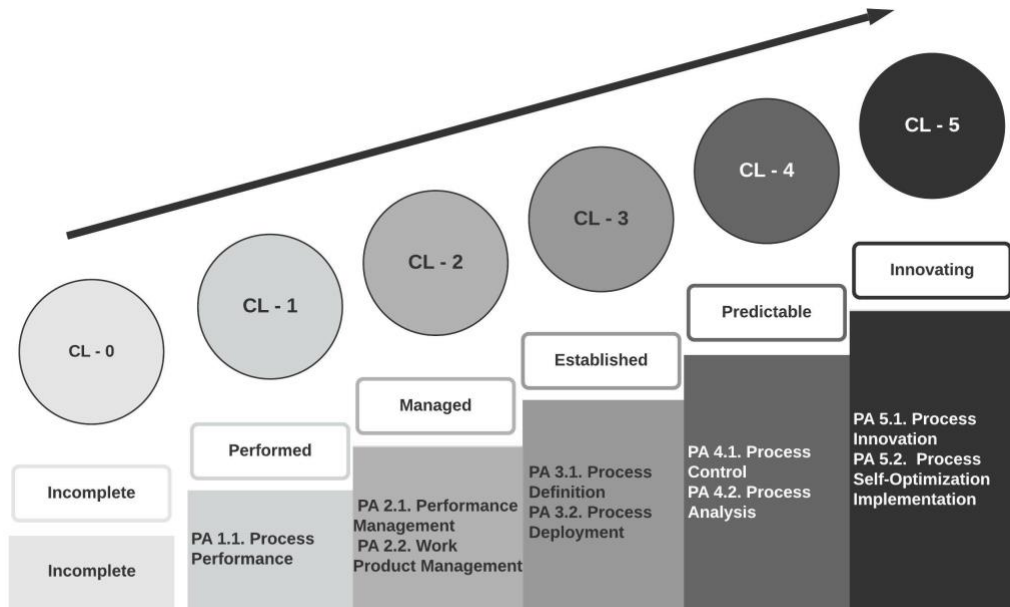 CL - 0
Incomplete
Incomplete
CL - 1
Performed
PA 1.1. Process
Performance
CL - 2
Managed
PA 2.1. Performance
Management
PA 2.2. Work
Product Management
CL - 3
Established
PA 3.1. Process
Definition
PA 3.2. Process
Deployment
CL - 4
Predictable
PA 4.1. Process
Control
PA 4.2. Process
Analysis
CL - 5
Innovating
PA 5.1. Process
Innovation
PA 5.2. Process
Self-Optimization
Implementation